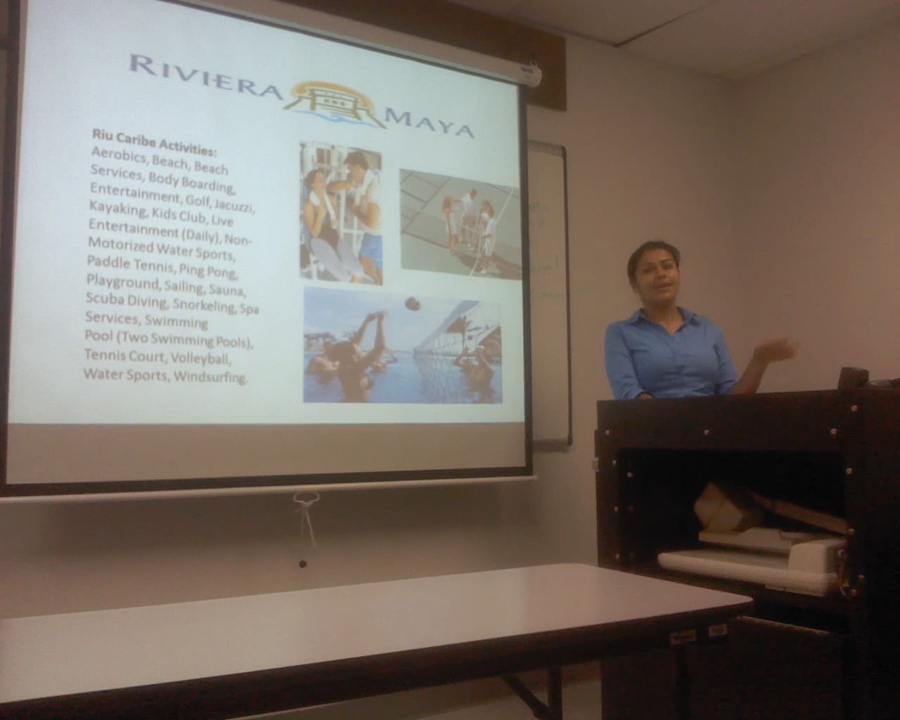 RIVIERA MAYA
Riu Caribe Activities:
Aerobics, Beach, Beach
Services, Body Boarding,
Entertainment, Golf, Jacuzzi,
Kayaking, Kids Club, Live
Entertainment (Daily), Non-
Motorized Water Sports,
Paddle Tennis, Ping Pong,
Playground, Sailing, Sauna,
Scuba Diving, Snorkeling, Spa
Services, Swimming
Pool (Two Swimming Pools),
Tennis Court, Volleyball,
Water Sports, Windsurfing.